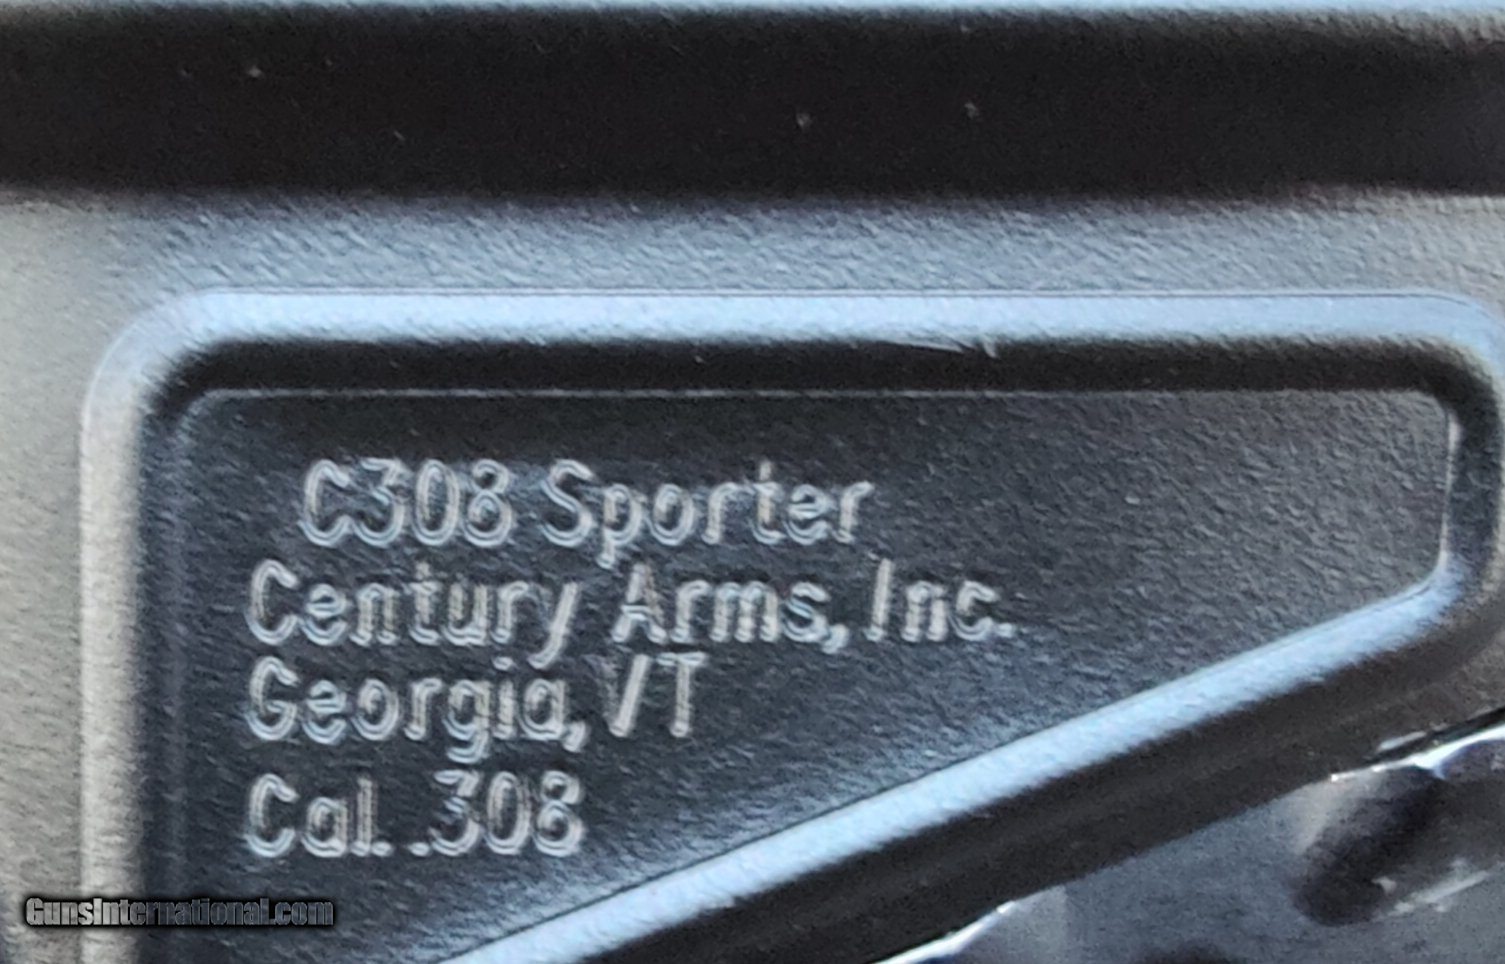 C308 Sporter
Century Arms, Inc.
Georgia, VT
Cal. .308
GunsInternational.com